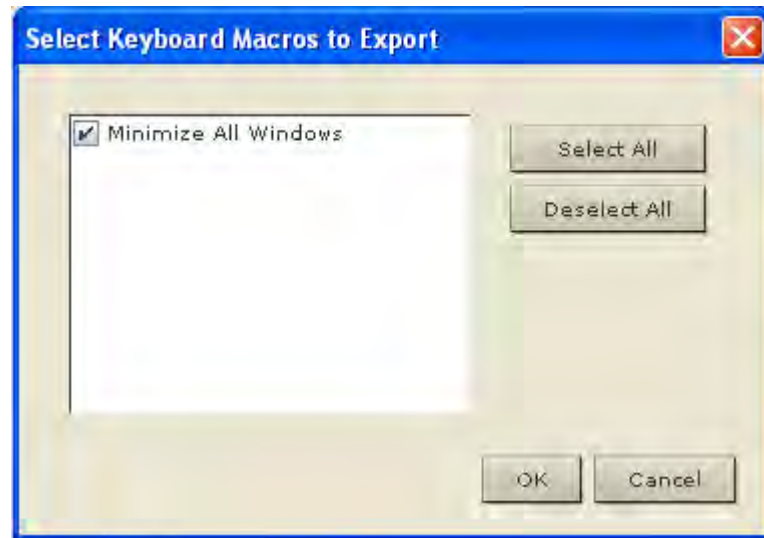 Select Keyboard Macros to Export
Minimize All Windows
Select All
Deselect All
OK
Cancel